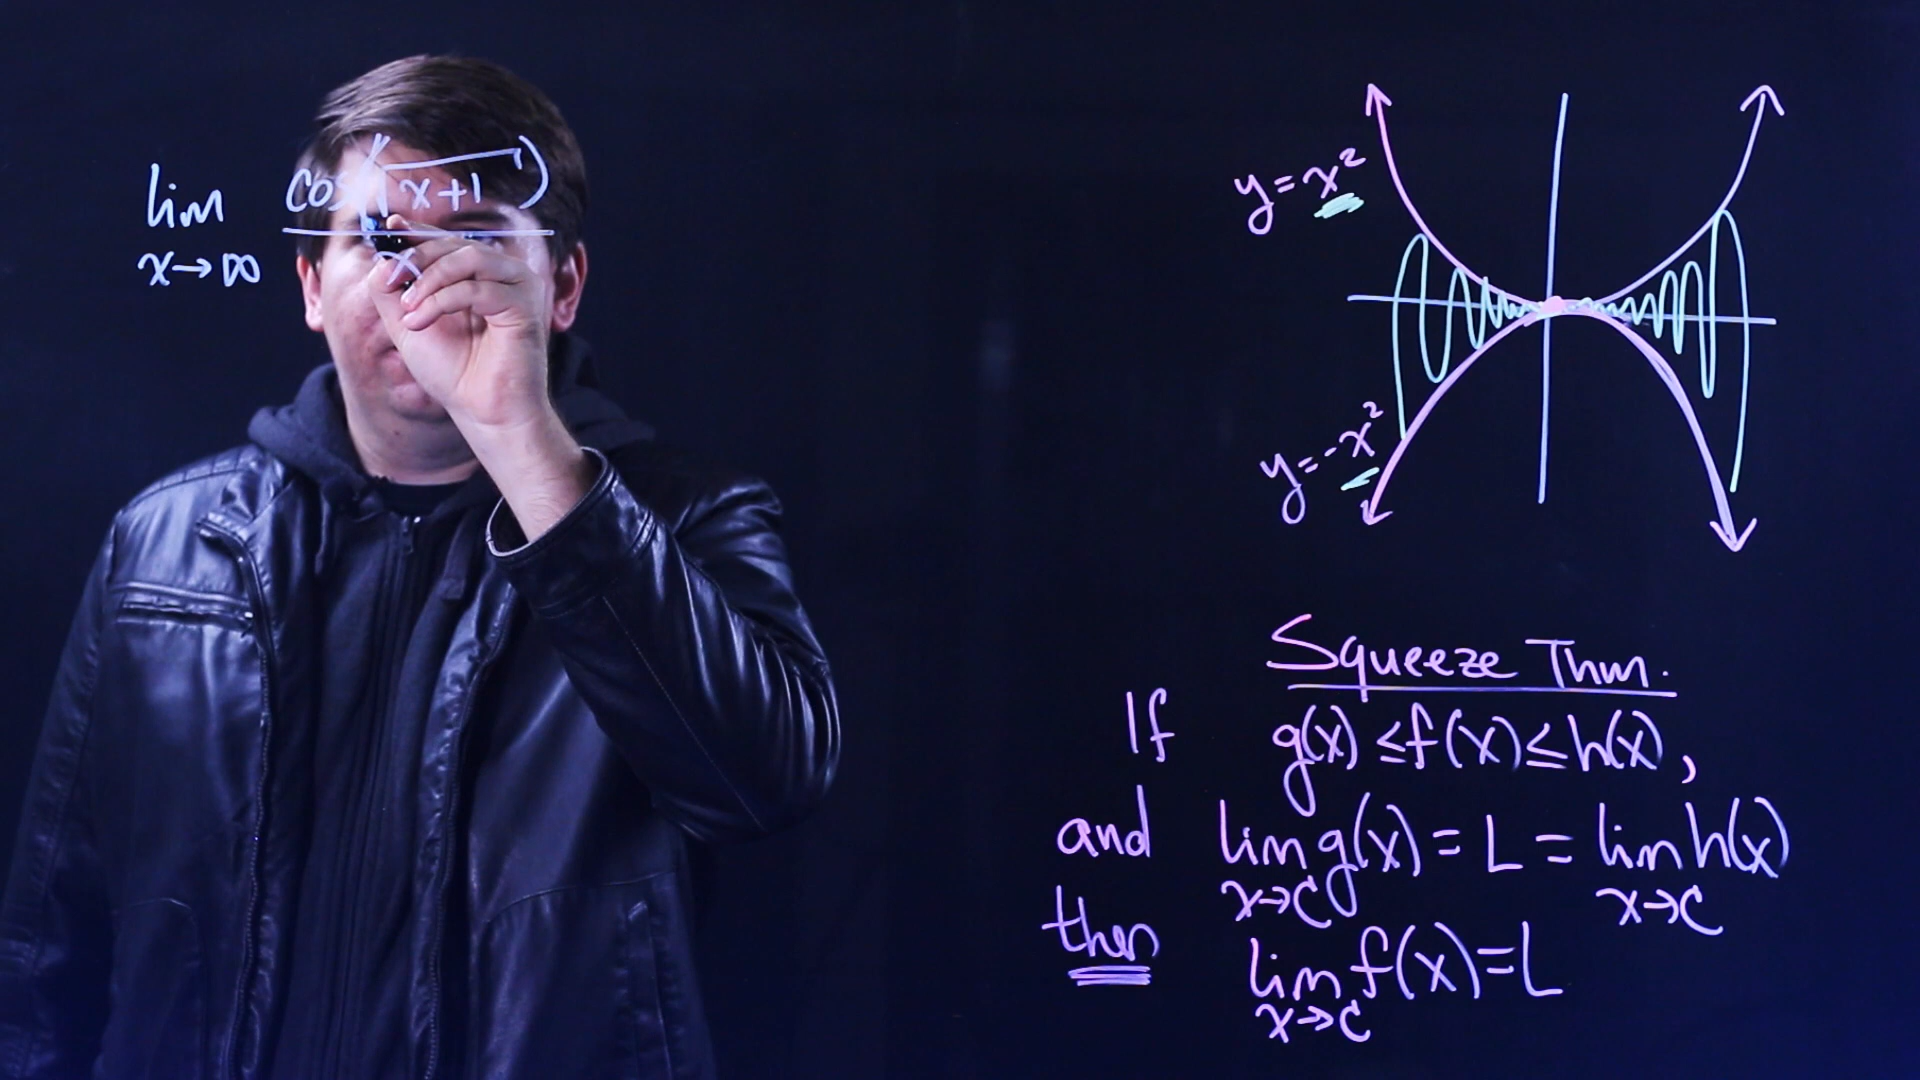 lim cos(√x+1)
x→∞ x
y=x²
y=-x²
Squeeze Thm.
If g(x) ≤ f(x) ≤ h(x),
and lim g(x) = L = lim h(x)
x→c x→c
then lim f(x) = L
x→c